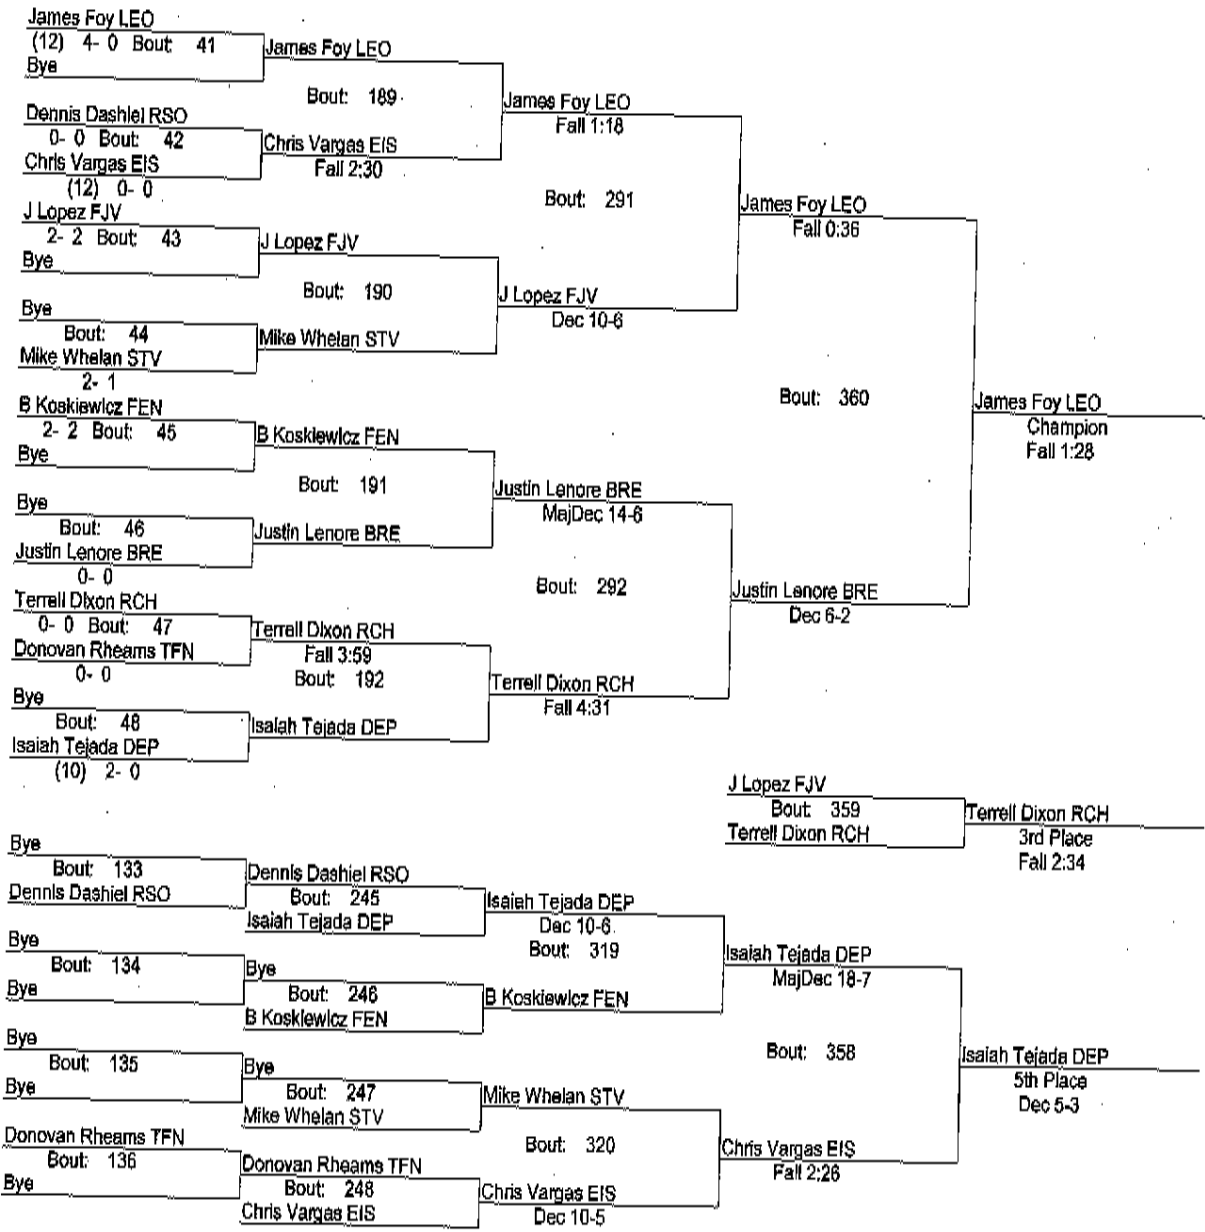 James Foy LEO
(12) 4- 0 Bout: 41
Bye
James Foy LEO
Bout: 189
Dennis Dashiel RSO
0- 0 Bout: 42
Chris Vargas EIS
(12) 0- 0
Chris Vargas EIS
Fall 2:30
James Foy LEO
Fall 1:18
Bout: 291
J Lopez FJV
2- 2 Bout: 43
Bye
J Lopez FJV
Bout: 190
Bye
Bout: 44
Mike Whelan STV
2- 1
Mike Whelan STV
J Lopez FJV
Dec 10-6
James Foy LEO
Fall 0:36
Bout: 360
B Koskiewicz FEN
2- 2 Bout: 45
Bye
B Koskiewicz FEN
Bout: 191
Bye
Bout: 46
Justin Lenore BRE
0- 0
Justin Lenore BRE
Justin Lenore BRE
MajDec 14-6
Bout: 292
Terrell Dixon RCH
0- 0 Bout: 47
Donovan Rheams TFN
0- 0
Terrell Dixon RCH
Fall 3:59
Bout: 192
Bye
Bout: 48
Isaiah Tejada DEP
(10) 2- 0
Isaiah Tejada DEP
Terrell Dixon RCH
Fall 4:31
Justin Lenore BRE
Dec 6-2
James Foy LEO
Champion
Fall 1:28
J Lopez FJV
Bout: 359
Terrell Dixon RCH
Terrell Dixon RCH
3rd Place
Fall 2:34
Bye
Bout: 133
Dennis Dashiel RSO
Dennis Dashiel RSO
Bout: 245
Isaiah Tejada DEP
Isaiah Tejada DEP
Dec 10-6
Bout: 319
Bye
Bout: 134
Bye
Bye
Bout: 246
B Koskiewicz FEN
B Koskiewicz FEN
Isaiah Tejada DEP
MajDec 18-7
Bout: 358
Bye
Bout: 135
Bye
Bye
Bout: 247
Mike Whelan STV
Mike Whelan STV
Bout: 320
Donovan Rheams TFN
Bout: 136
Bye
Donovan Rheams TFN
Bout: 248
Chris Vargas EIS
Chris Vargas EIS
Dec 10-5
Chris Vargas EIS
Fall 2:26
Isaiah Tejada DEP
5th Place
Dec 5-3